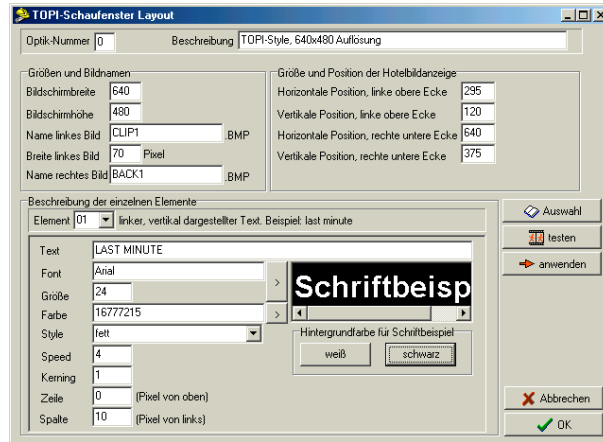 TOPI-Schaufenster Layout
Optik-Nummer 0 Beschreibung TOPI-Style, 640x480 Auflösung
Größen und Bildnamen
Bildschirmbreite 640
Bildschirmhöhe 480
Name linkes Bild CLIP1 .BMP
Breite linkes Bild 70 Pixel
Name rechtes Bild BACK1 .BMP
Größe und Position der Hotelbildanzeige
Horizontale Position, linke obere Ecke 295
Vertikale Position, linke obere Ecke 120
Horizontale Position, rechte untere Ecke 640
Vertikale Position, rechte untere Ecke 375
Beschreibung der einzelnen Elemente
Element 01 linker, vertikal dargestellter Text. Beispiel: last minute
Text LAST MINUTE
Font Arial >
Größe 24
Farbe 16777215 >
Style fett
Speed 4
Kerning 1
Zeile 0 (Pixel von oben)
Spalte 10 (Pixel von links)
Schriftbeisp
Hintergrundfarbe für Schriftbeispiel
weiß schwarz
Auswahl
testen
anwenden
Abbrechen
OK